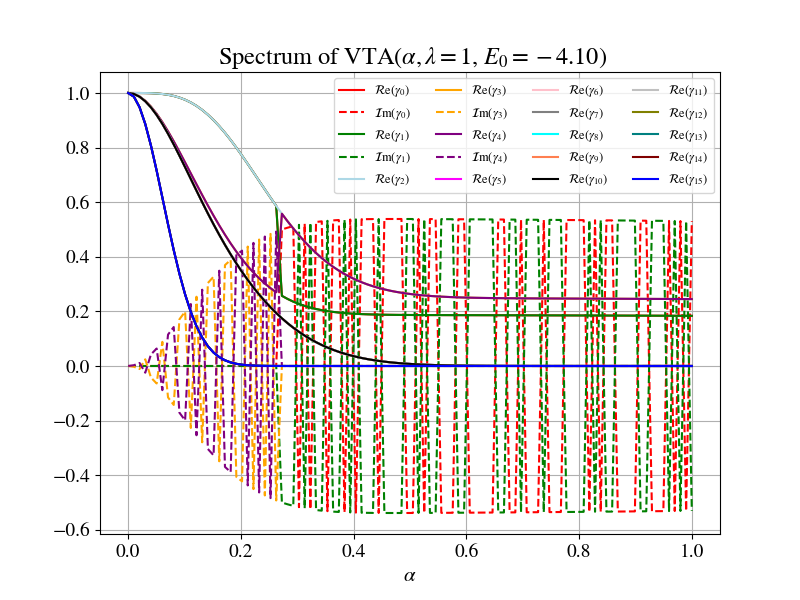 Spectrum of VTA(α, λ = 1, E₀ = −4.10)
1.0
0.8
0.6
0.4
0.2
0.0
−0.2
−0.4
−0.6
0.0 0.2 0.4 0.6 0.8 1.0
α
ℛe(γ₀) ℛe(γ₃) ℛe(γ₆) ℛe(γ₁₁)
ℐm(γ₀) ℐm(γ₃) ℛe(γ₇) ℛe(γ₁₂)
ℛe(γ₁) ℛe(γ₄) ℛe(γ₈) ℛe(γ₁₃)
ℐm(γ₁) ℐm(γ₄) ℛe(γ₉) ℛe(γ₁₄)
ℛe(γ₂) ℛe(γ₅) ℛe(γ₁₀) ℛe(γ₁₅)